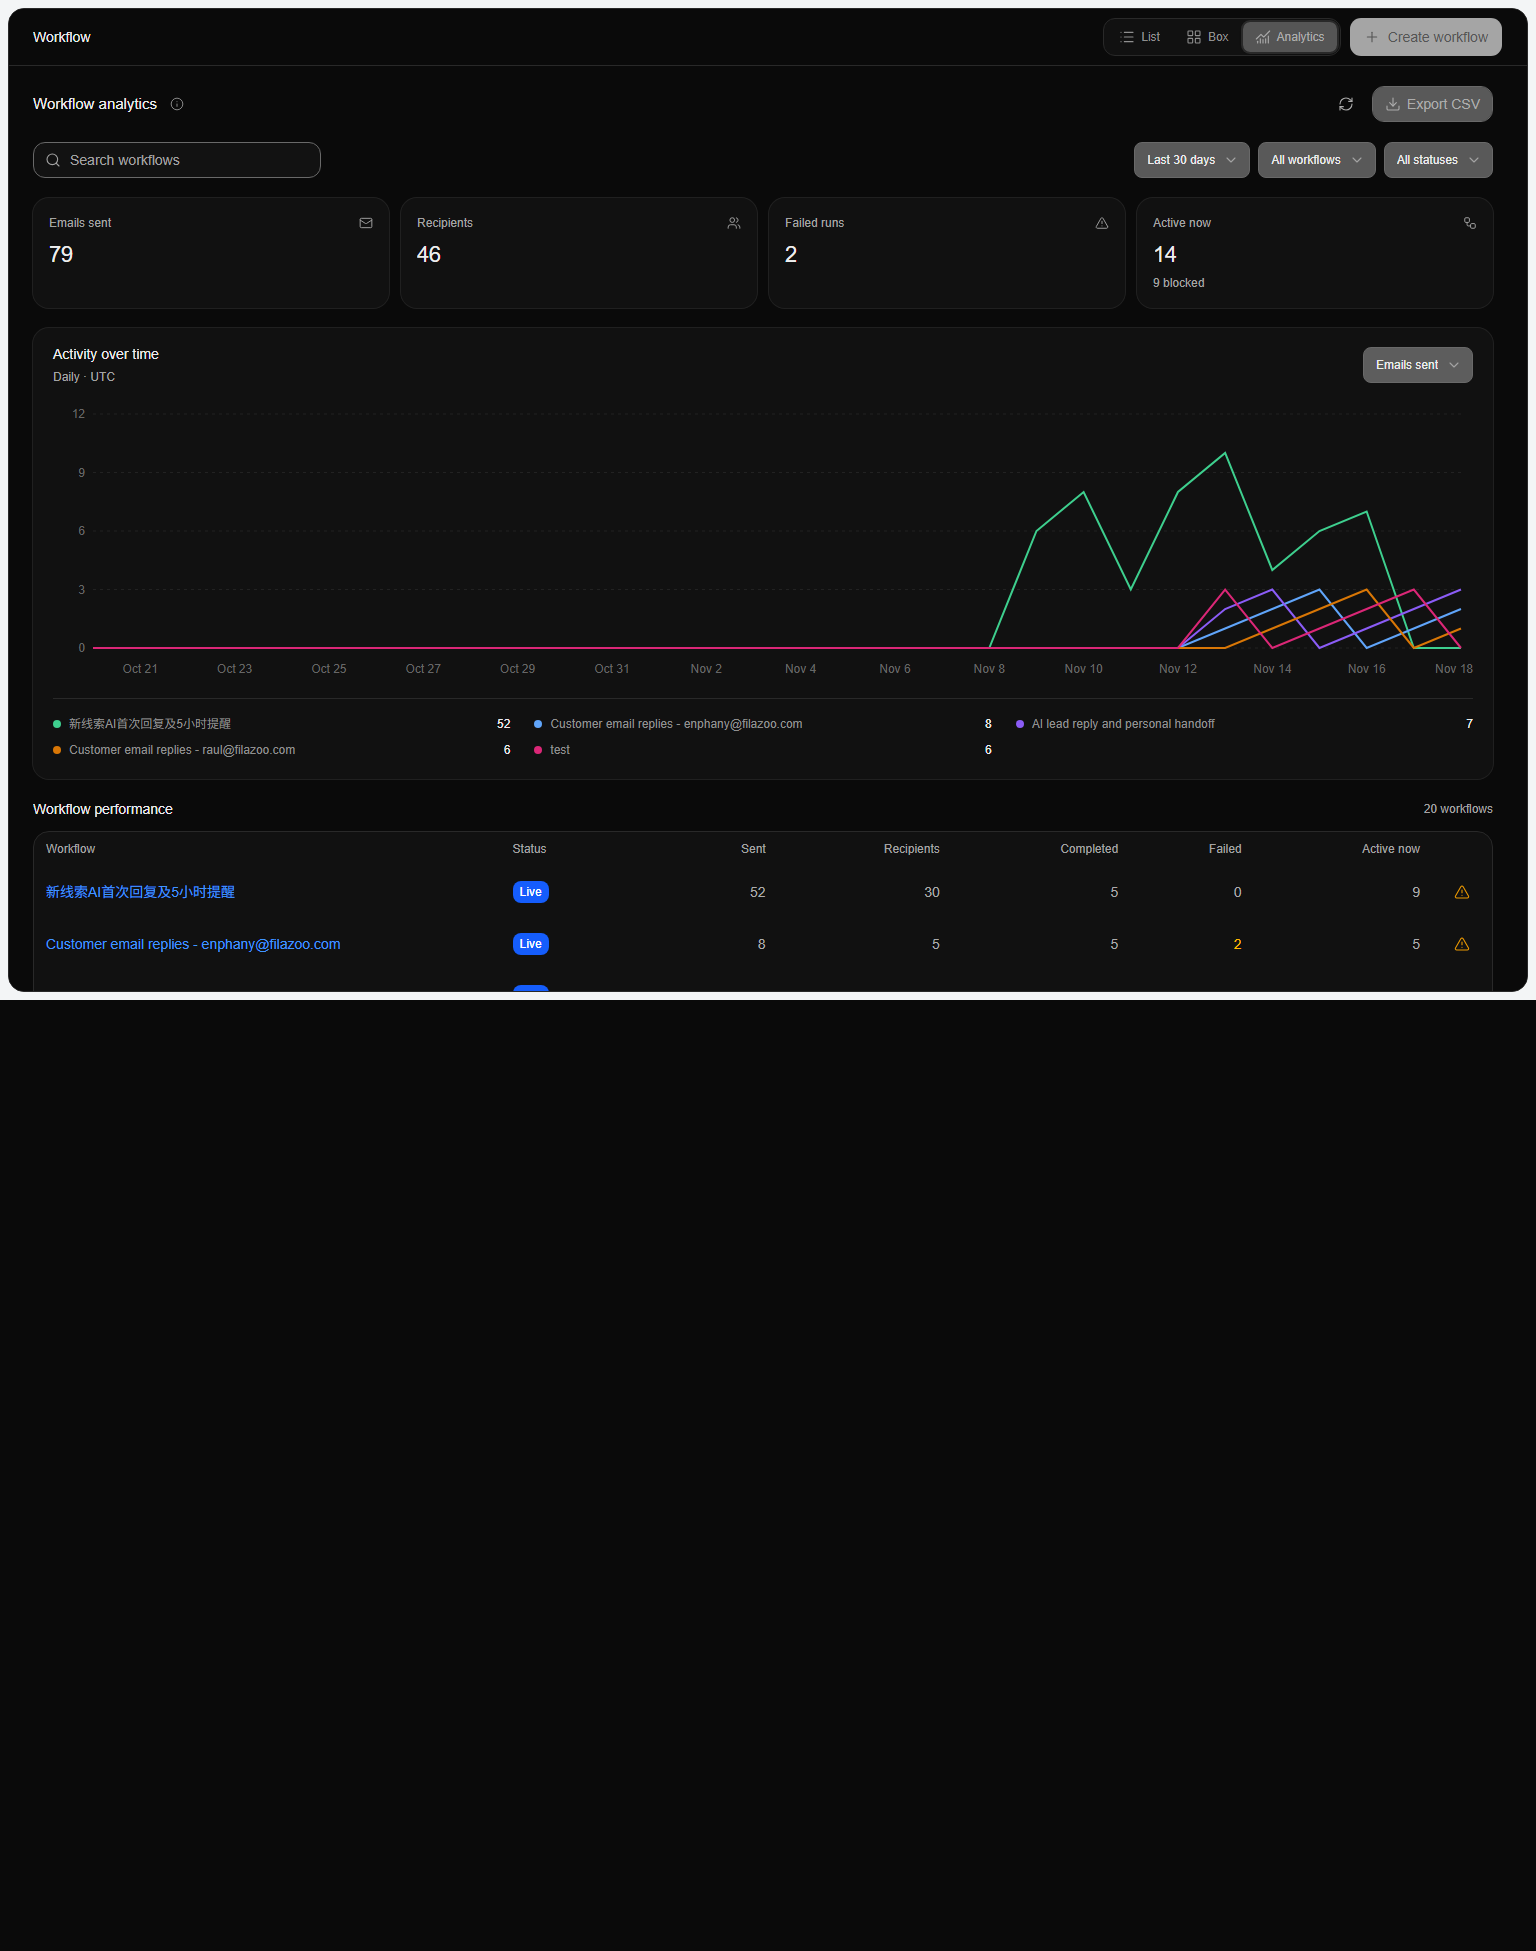 Workflow
List Box Analytics Create workflow
Workflow analytics
Export CSV
Search workflows
Last 30 days All workflows All statuses
Emails sent
79
Recipients
46
Failed runs
2
Active now
14
9 blocked
Activity over time
Daily · UTC
Emails sent
12
9
6
3
0
Oct 21 Oct 23 Oct 25 Oct 27 Oct 29 Oct 31 Nov 2 Nov 4 Nov 6 Nov 8 Nov 10 Nov 12 Nov 14 Nov 16 Nov 18
新线索AI首次回复及5小时提醒 52 Customer email replies - enphany@filazoo.com 8 AI lead reply and personal handoff 7
Customer email replies - raul@filazoo.com 6 test 6
Workflow performance 20 workflows
Workflow Status Sent Recipients Completed Failed Active now
新线索AI首次回复及5小时提醒 Live 52 30 5 0 9
Customer email replies - enphany@filazoo.com Live 8 5 5 2 5